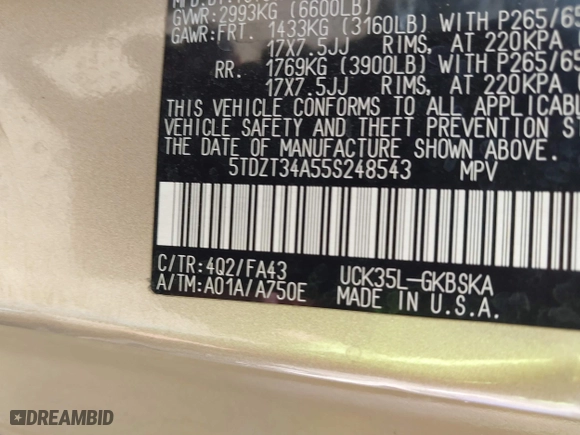 GVWR: 2993KG (6600LB)
GAWR: FRT. 1433KG (3160LB) WITH P265/65
17X7.5JJ RIMS, AT 220KPA
RR. 1769KG (3900LB) WITH P265/65
17X7.5JJ RIMS, AT 220KPA
THIS VEHICLE CONFORMS TO ALL APPLICABLE
VEHICLE SAFETY AND THEFT PREVENTION ST
THE DATE OF MANUFACTURE SHOWN ABOVE.
5TDZT34A55S248543 MPV
C/TR: 4Q2/FA43 UCK35L-GKBSKA
A/TM: A01A/A750E MADE IN U.S.A.
DREAMBID